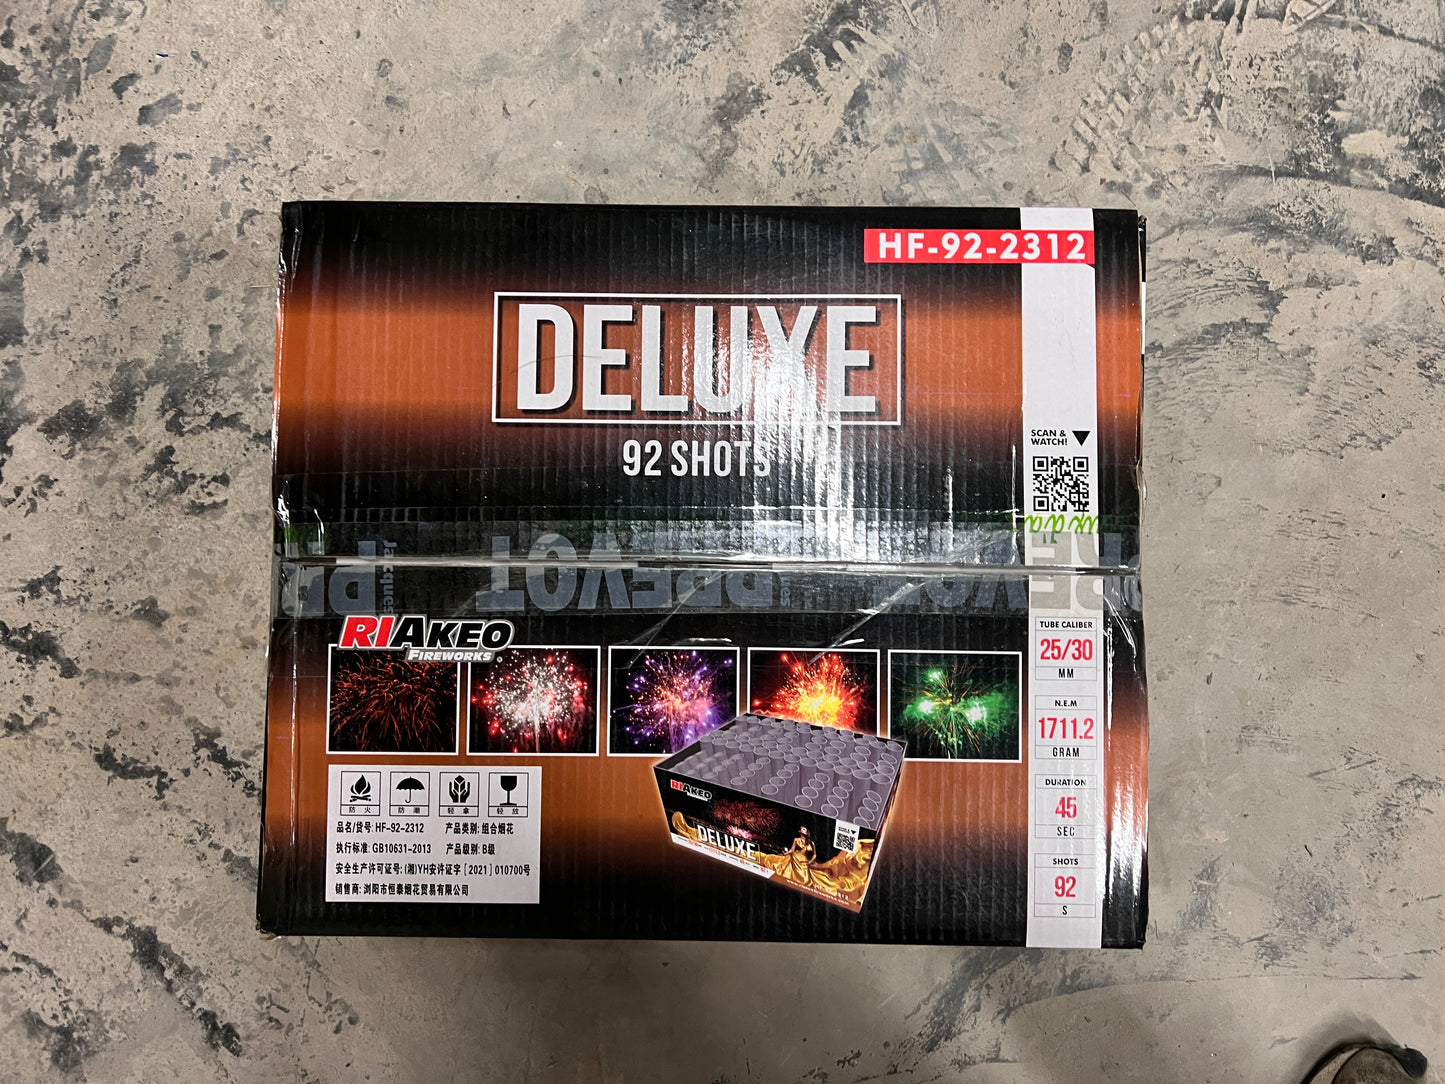 HF-92-2312
DELUXE
92 SHOTS
SCAN &
WATCH!
Jacques
PREVOT
PREVOT
RIAKEO
FIREWORKS
TUBE CALIBER
25/30
MM
N.E.M
1711.2
GRAM
DURATION
45
SEC
SHOTS
92
S
RIAKEO
DELUXE
防火
防潮
轻拿
轻放
品名/货号: HF-92-2312 产品类别: 组合烟花
执行标准: GB10631-2013 产品级别: B级
安全生产许可证号: (湘)YH安许证字[2021]010700号
销售商: 浏阳市恒泰烟花贸易有限公司